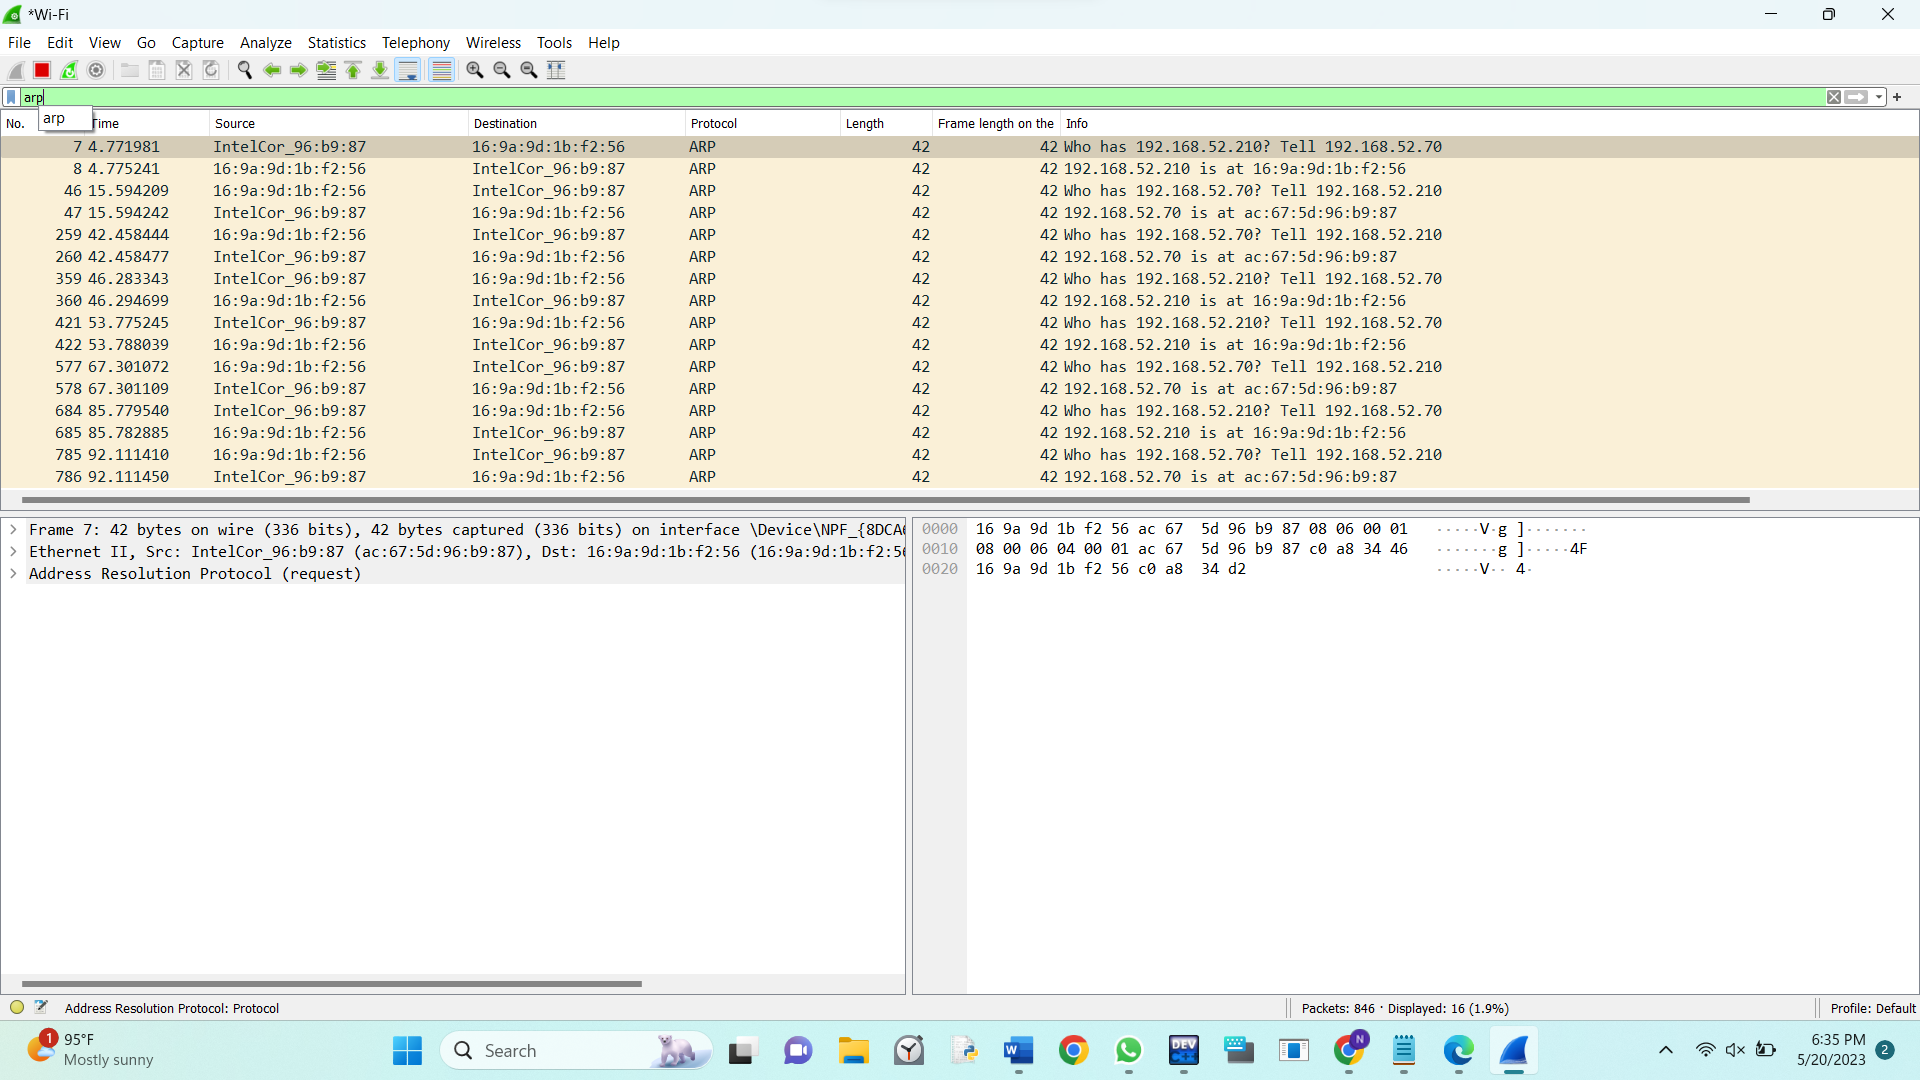 *Wi-Fi
File Edit View Go Capture Analyze Statistics Telephony Wireless Tools Help
arp
arp
No. Time Source Destination Protocol Length Frame length on the Info
7 4.771981 IntelCor_96:b9:87 16:9a:9d:1b:f2:56 ARP 42 42 Who has 192.168.52.210? Tell 192.168.52.70
8 4.775241 16:9a:9d:1b:f2:56 IntelCor_96:b9:87 ARP 42 42 192.168.52.210 is at 16:9a:9d:1b:f2:56
46 15.594209 16:9a:9d:1b:f2:56 IntelCor_96:b9:87 ARP 42 42 Who has 192.168.52.70? Tell 192.168.52.210
47 15.594242 IntelCor_96:b9:87 16:9a:9d:1b:f2:56 ARP 42 42 192.168.52.70 is at ac:67:5d:96:b9:87
259 42.458444 16:9a:9d:1b:f2:56 IntelCor_96:b9:87 ARP 42 42 Who has 192.168.52.70? Tell 192.168.52.210
260 42.458477 IntelCor_96:b9:87 16:9a:9d:1b:f2:56 ARP 42 42 192.168.52.70 is at ac:67:5d:96:b9:87
359 46.283343 IntelCor_96:b9:87 16:9a:9d:1b:f2:56 ARP 42 42 Who has 192.168.52.210? Tell 192.168.52.70
360 46.294699 16:9a:9d:1b:f2:56 IntelCor_96:b9:87 ARP 42 42 192.168.52.210 is at 16:9a:9d:1b:f2:56
421 53.775245 IntelCor_96:b9:87 16:9a:9d:1b:f2:56 ARP 42 42 Who has 192.168.52.210? Tell 192.168.52.70
422 53.788039 16:9a:9d:1b:f2:56 IntelCor_96:b9:87 ARP 42 42 192.168.52.210 is at 16:9a:9d:1b:f2:56
577 67.301072 16:9a:9d:1b:f2:56 IntelCor_96:b9:87 ARP 42 42 Who has 192.168.52.70? Tell 192.168.52.210
578 67.301109 IntelCor_96:b9:87 16:9a:9d:1b:f2:56 ARP 42 42 192.168.52.70 is at ac:67:5d:96:b9:87
684 85.779540 IntelCor_96:b9:87 16:9a:9d:1b:f2:56 ARP 42 42 Who has 192.168.52.210? Tell 192.168.52.70
685 85.782885 16:9a:9d:1b:f2:56 IntelCor_96:b9:87 ARP 42 42 192.168.52.210 is at 16:9a:9d:1b:f2:56
785 92.111410 16:9a:9d:1b:f2:56 IntelCor_96:b9:87 ARP 42 42 Who has 192.168.52.70? Tell 192.168.52.210
786 92.111450 IntelCor_96:b9:87 16:9a:9d:1b:f2:56 ARP 42 42 192.168.52.70 is at ac:67:5d:96:b9:87
Frame 7: 42 bytes on wire (336 bits), 42 bytes captured (336 bits) on interface \Device\NPF_{8DCA
Ethernet II, Src: IntelCor_96:b9:87 (ac:67:5d:96:b9:87), Dst: 16:9a:9d:1b:f2:56 (16:9a:9d:1b:f2:5
Address Resolution Protocol (request)
0000 16 9a 9d 1b f2 56 ac 67 5d 96 b9 87 08 06 00 01 ·····V·g ]·······
0010 08 00 06 04 00 01 ac 67 5d 96 b9 87 c0 a8 34 46 ·······g ]·····4F
0020 16 9a 9d 1b f2 56 c0 a8 34 d2 ·····V·· 4·
Address Resolution Protocol: Protocol
Packets: 846 · Displayed: 16 (1.9%)
Profile: Default
1
95°F
Mostly sunny
Search
DEV
C++
N
6:35 PM
5/20/2023
2